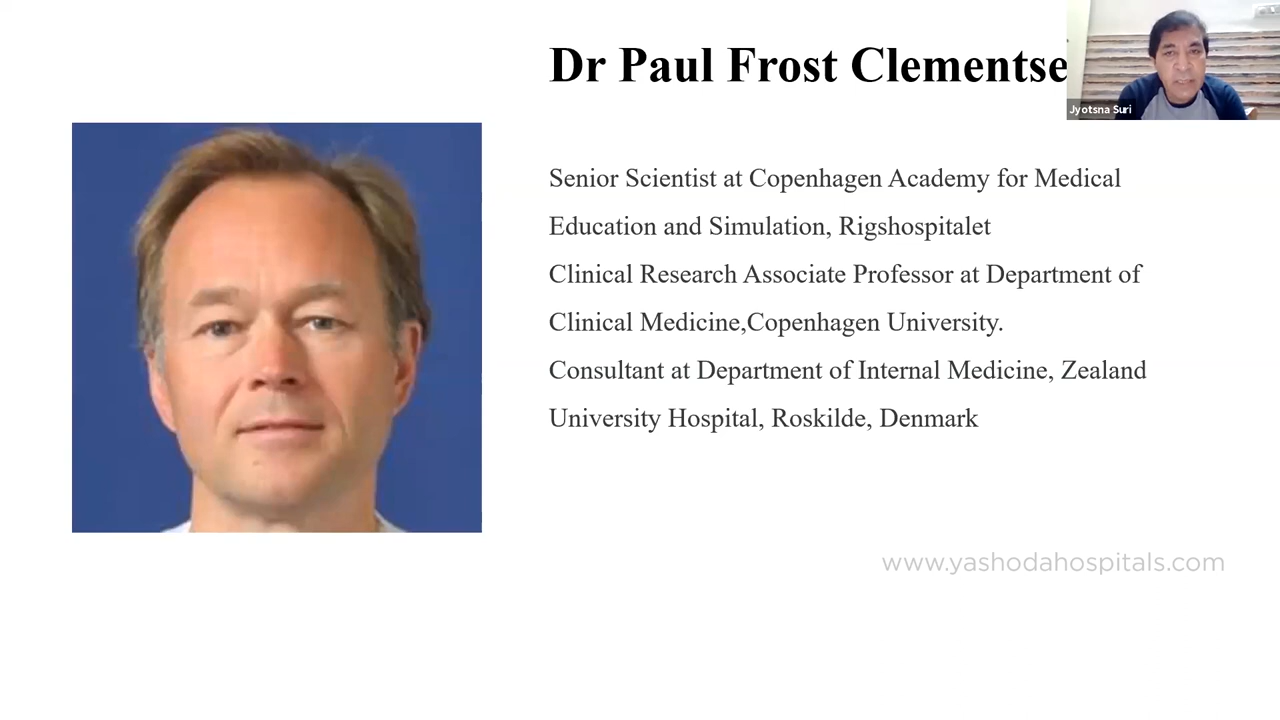 Dr Paul Frost Clementse
Jyotsna Suri
Senior Scientist at Copenhagen Academy for Medical
Education and Simulation, Rigshospitalet
Clinical Research Associate Professor at Department of
Clinical Medicine,Copenhagen University.
Consultant at Department of Internal Medicine, Zealand
University Hospital, Roskilde, Denmark
www.yashodahospitals.com